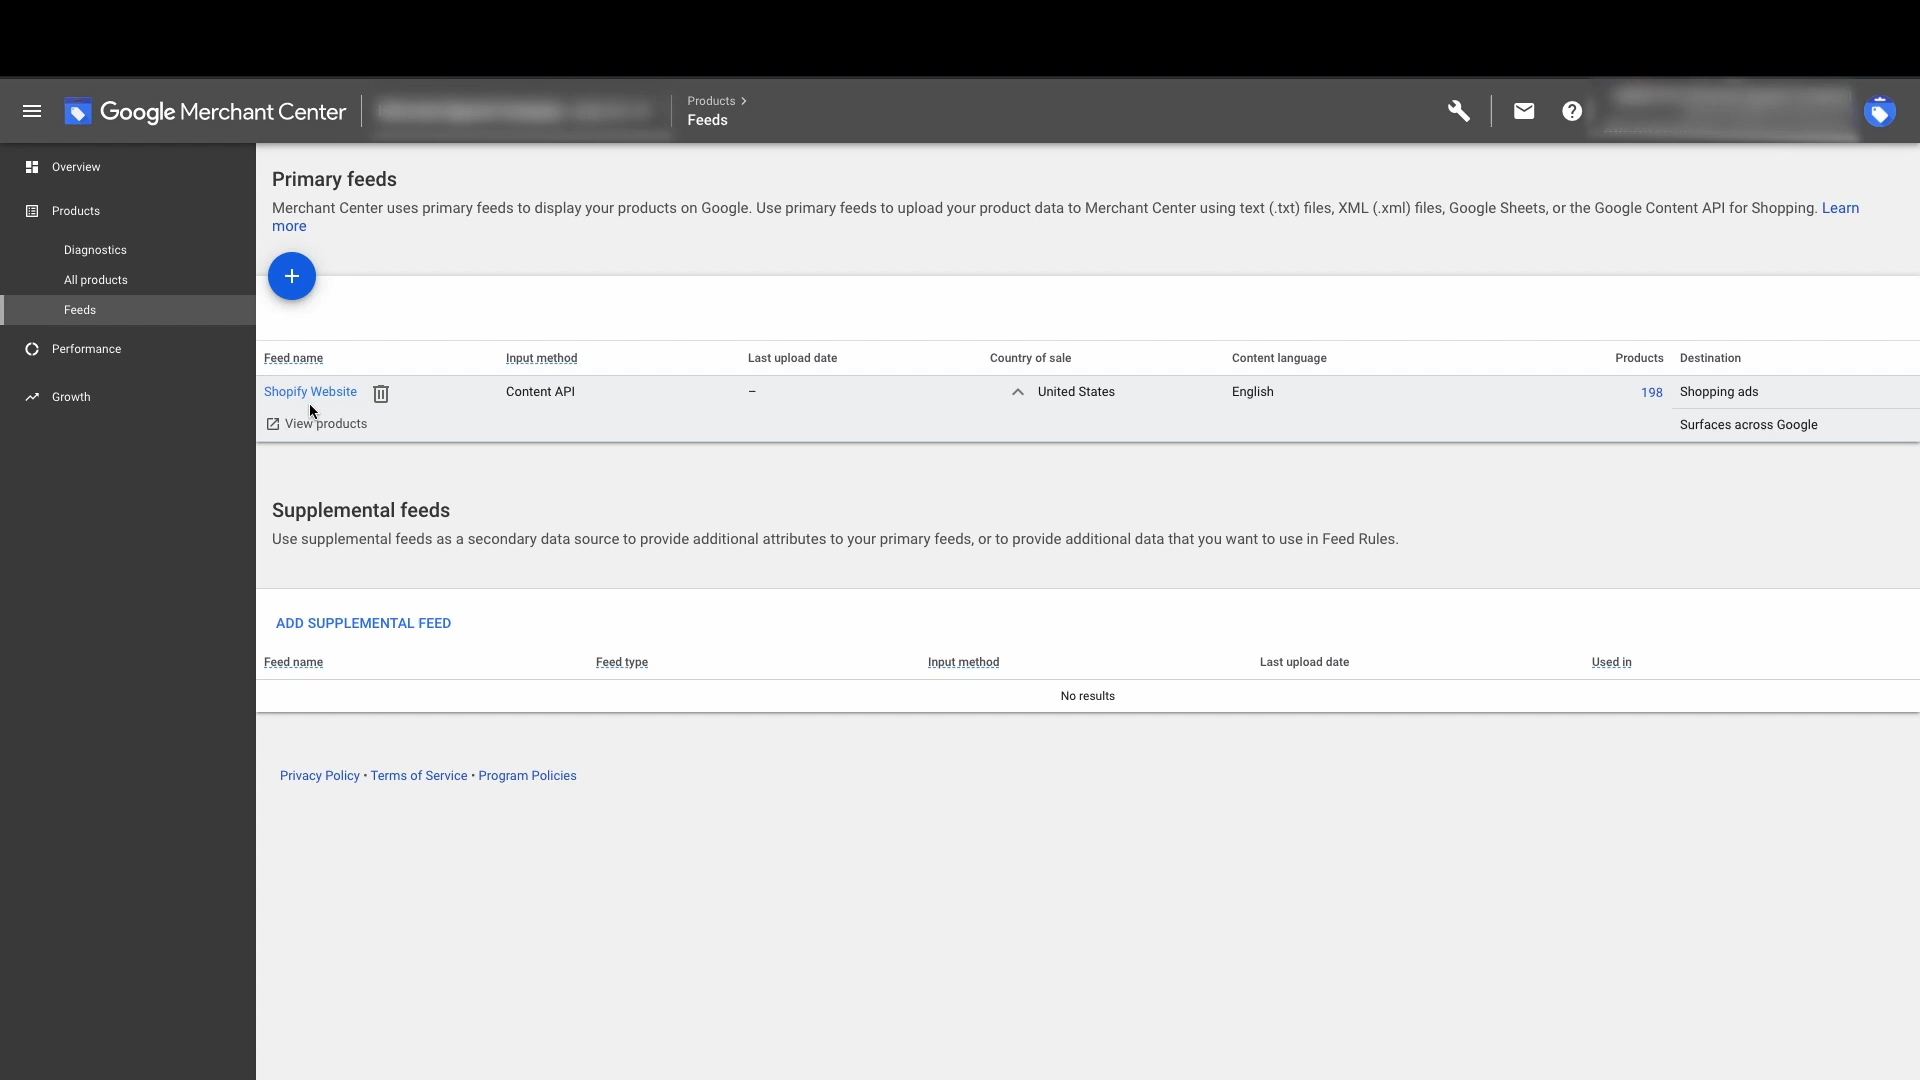 Google Merchant Center
Products
Feeds
Overview
Products
Diagnostics
All products
Feeds
Performance
Growth
Primary feeds
Merchant Center uses primary feeds to display your products on Google. Use primary feeds to upload your product data to Merchant Center using text (.txt) files, XML (.xml) files, Google Sheets, or the Google Content API for Shopping. Learn
more
Feed name Input method Last upload date Country of sale Content language Products Destination
Shopify Website Content API – United States English 198 Shopping ads
View products Surfaces across Google
Supplemental feeds
Use supplemental feeds as a secondary data source to provide additional attributes to your primary feeds, or to provide additional data that you want to use in Feed Rules.
ADD SUPPLEMENTAL FEED
Feed name Feed type Input method Last upload date Used in
No results
Privacy Policy • Terms of Service • Program Policies